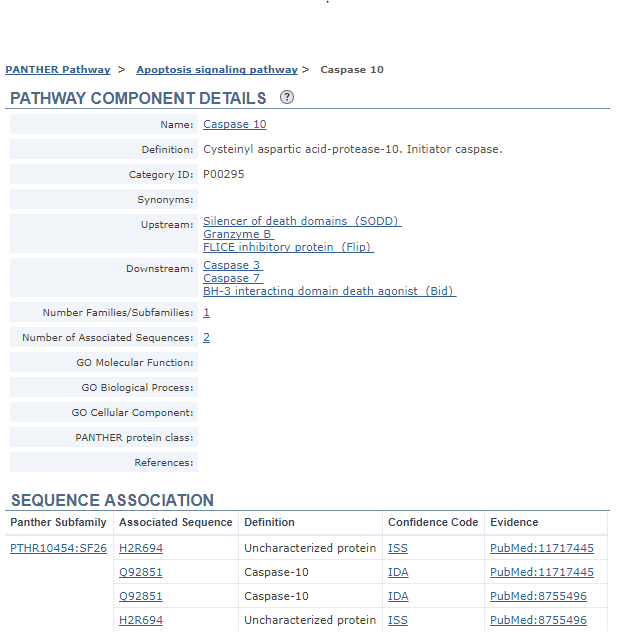 PANTHER Pathway > Apoptosis signaling pathway > Caspase 10
PATHWAY COMPONENT DETAILS ?
Name: Caspase 10
Definition: Cysteinyl aspartic acid-protease-10. Initiator caspase.
Category ID: P00295
Synonyms:
Upstream: Silencer of death domains (SODD)
Granzyme B
FLICE inhibitory protein (Flip)
Downstream: Caspase 3
Caspase 7
BH-3 interacting domain death agonist (Bid)
Number Families/Subfamilies: 1
Number of Associated Sequences: 2
GO Molecular Function:
GO Biological Process:
GO Cellular Component:
PANTHER protein class:
References:
SEQUENCE ASSOCIATION
Panther Subfamily Associated Sequence Definition Confidence Code Evidence
PTHR10454:SF26 H2R694 Uncharacterized protein ISS PubMed:11717445
Q92851 Caspase-10 IDA PubMed:11717445
Q92851 Caspase-10 IDA PubMed:8755496
H2R694 Uncharacterized protein ISS PubMed:8755496